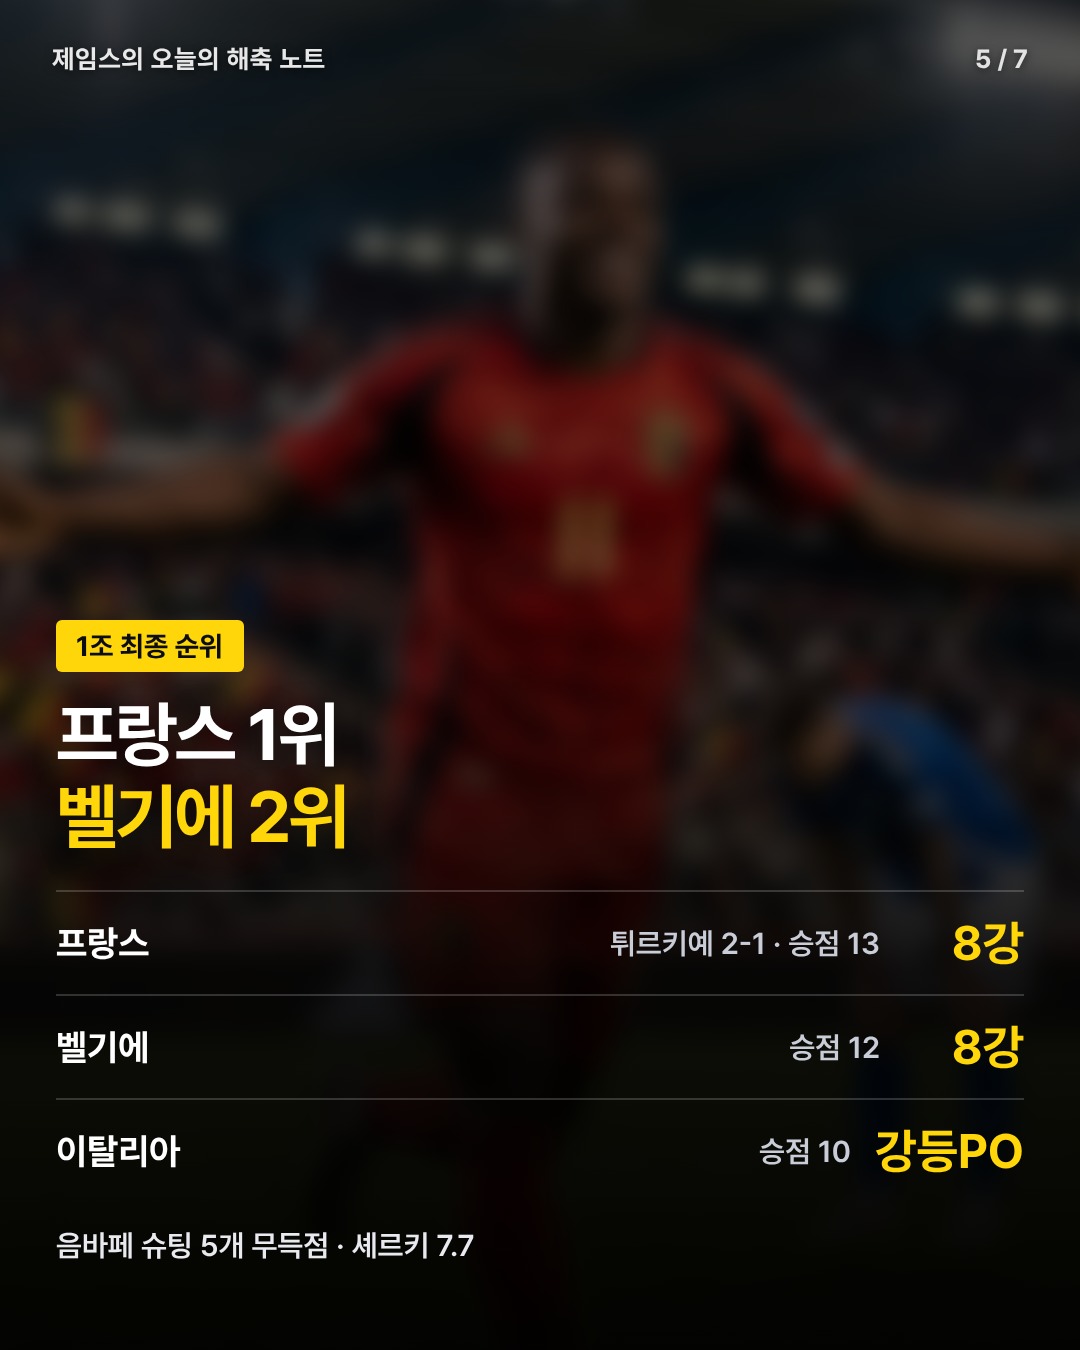 제임스의 오늘의 해축 노트
5 / 7
1조 최종 순위
프랑스 1위
벨기에 2위
프랑스 튀르키예 2-1 · 승점 13 8강
벨기에 승점 12 8강
이탈리아 승점 10 강등PO
음바페 슈팅 5개 무득점 · 셰르키 7.7